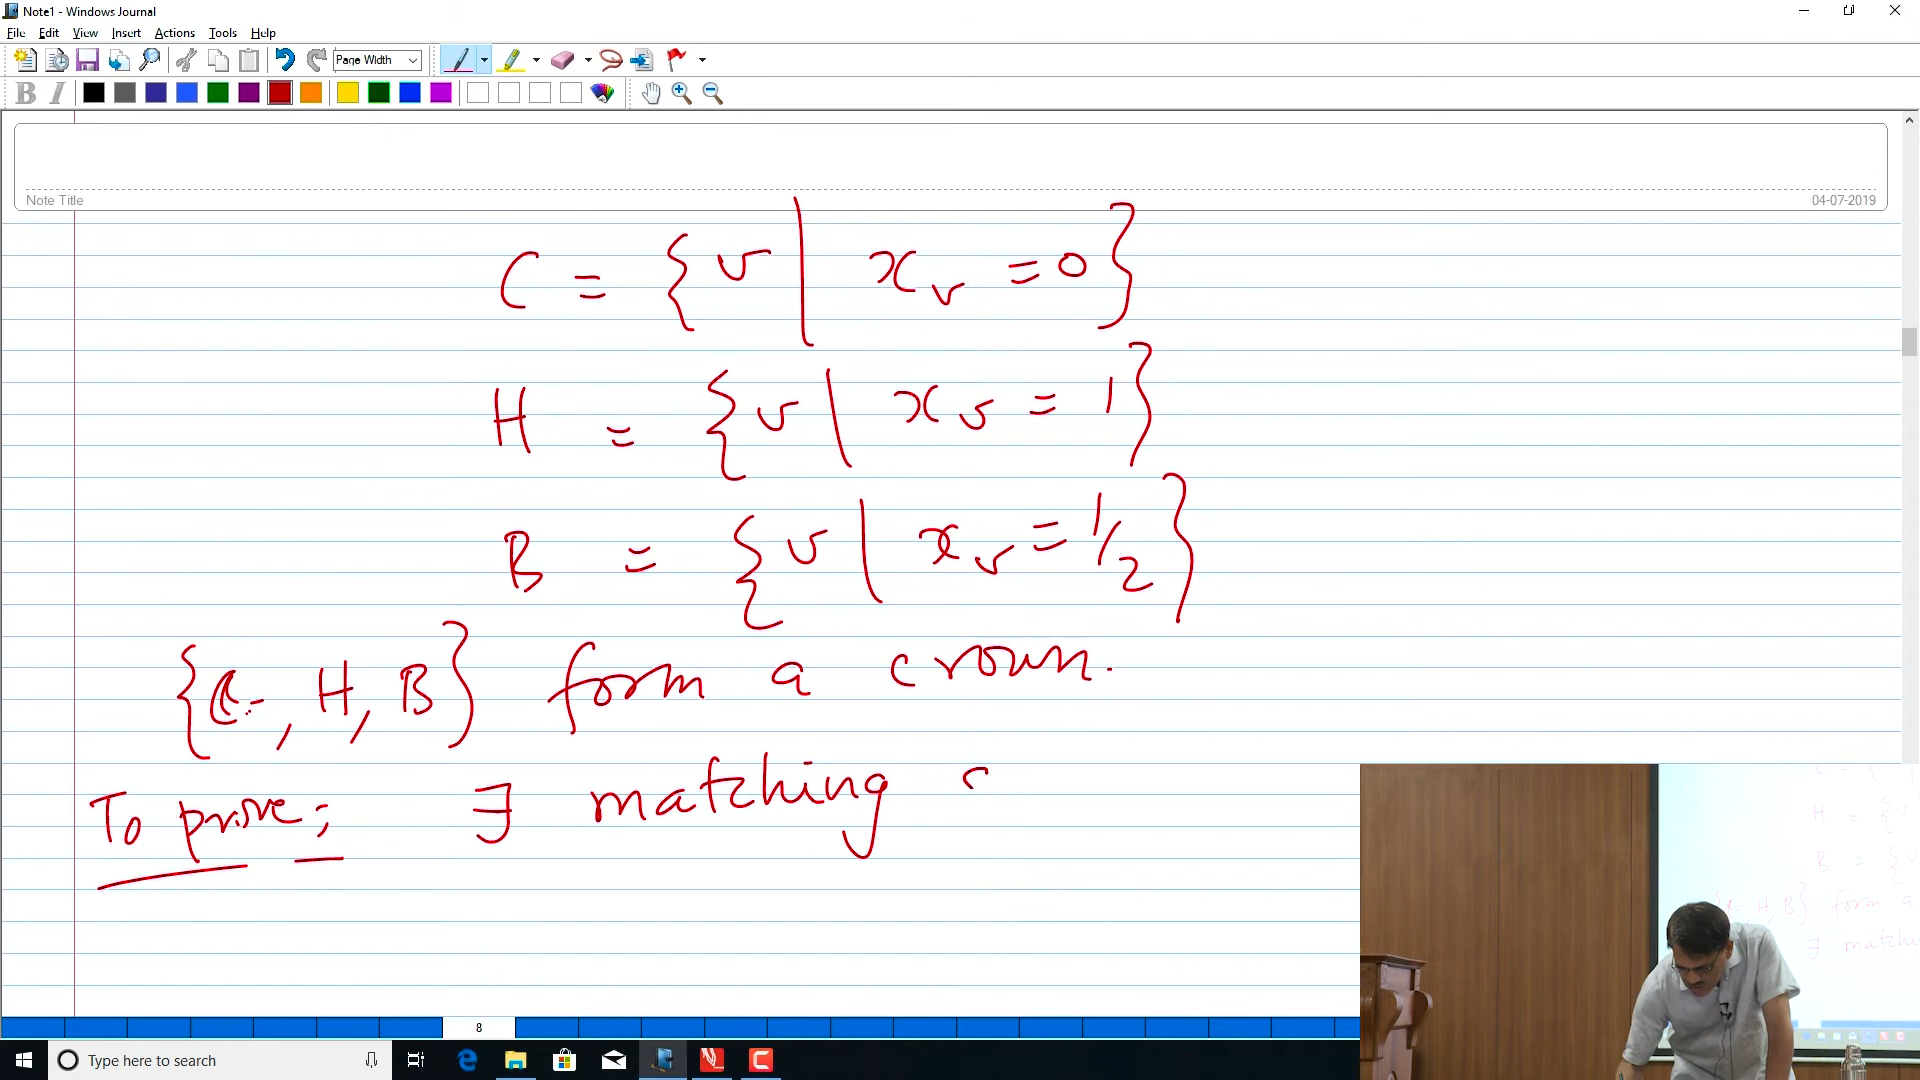 Note1 - Windows Journal
File Edit View Insert Actions Tools Help
Page Width
B I
Note Title
04-07-2019
C = {v | x_v = 0}
H = {v | x_v = 1}
B = {v | x_v = 1/2}
{C, H, B} form a crown.
To prove: ∃ matching
8
Type here to search